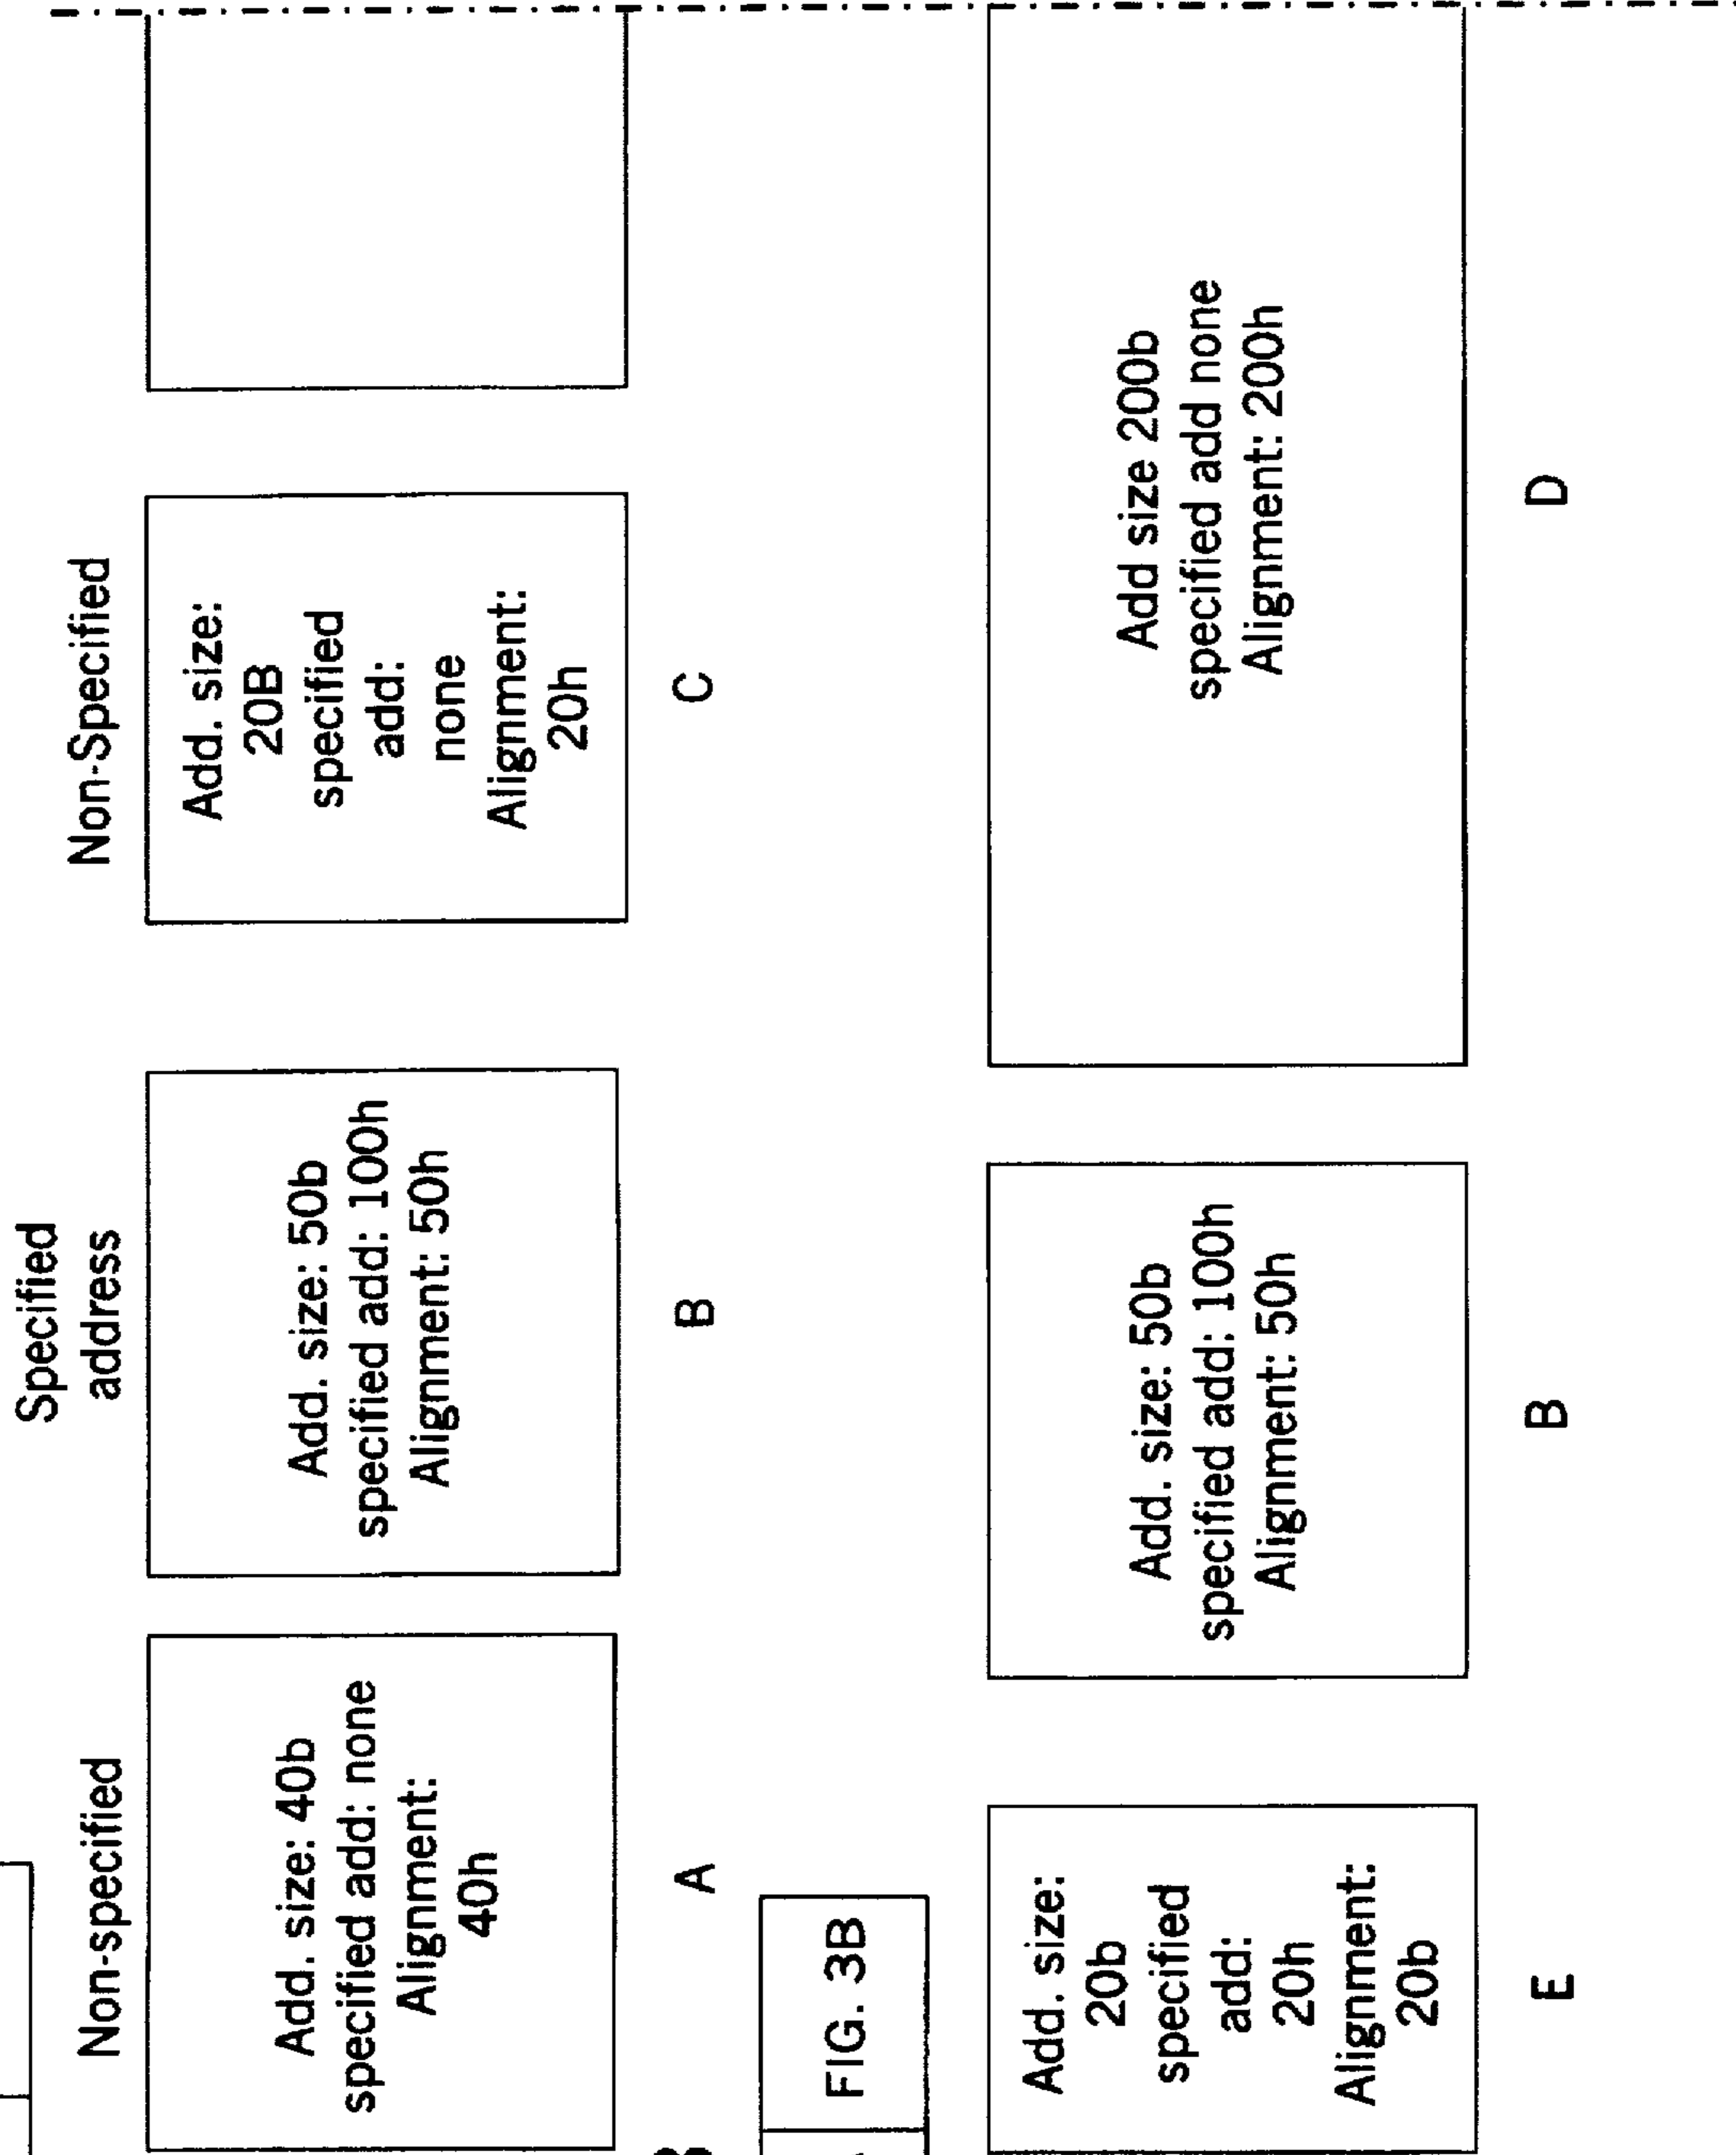 Non-specified
Add. size: 40b
specified add: none
Alignment:
40h
A
Specified
address
Add. size: 50b
specified add: 100h
Alignment: 50h
B
Non-Specified
Add. size:
20B
specified
add:
none
Alignment:
20h
C
FIG. 3B
Add. size:
20b
specified
add:
20h
Alignment:
20b
E
Add. size: 50b
specified add: 100h
Alignment: 50h
B
Add size 200b
specified add none
Alignment: 200h
D